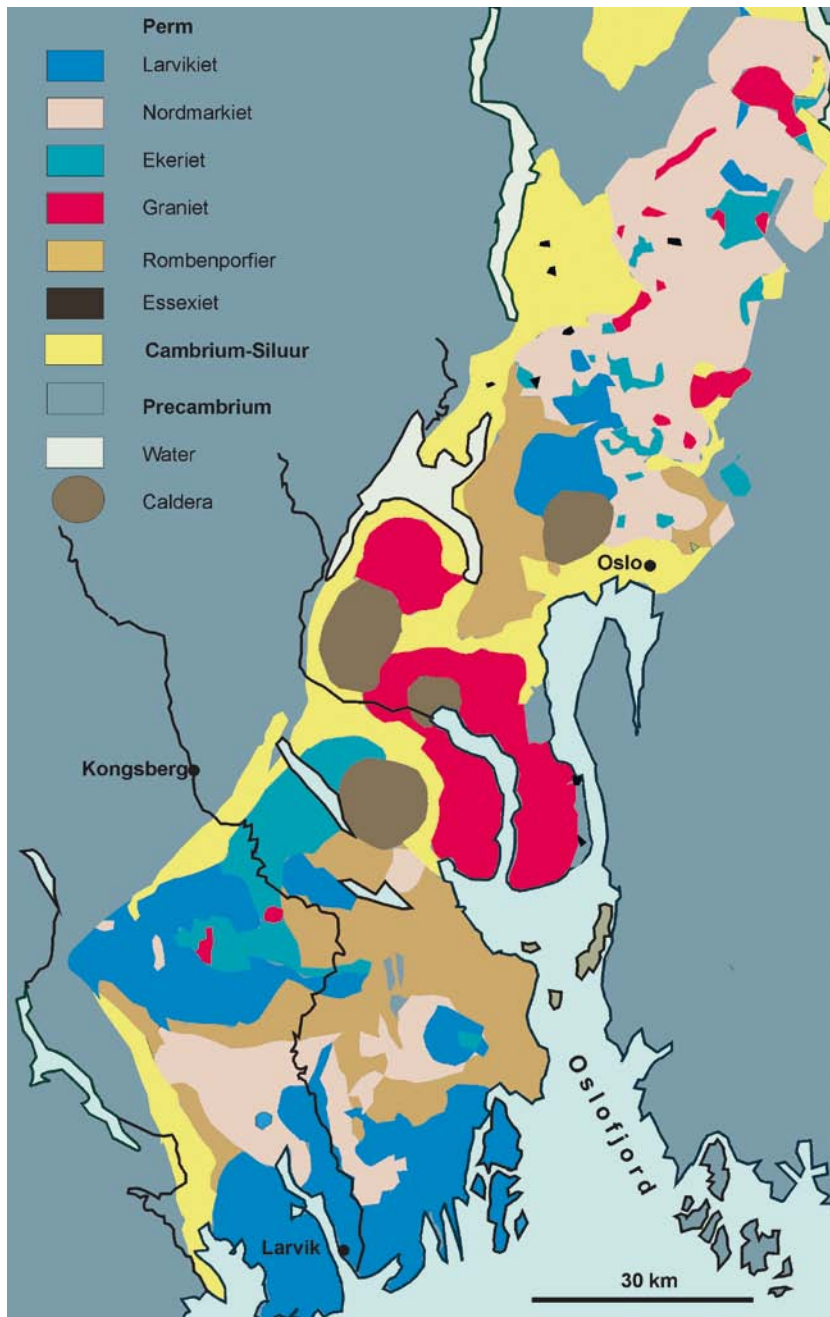 Perm
Larvikiet
Nordmarkiet
Ekeriet
Graniet
Rombenporfier
Essexiet
Cambrium-Siluur
Precambrium
Water
Caldera
Oslo
Kongsberg
Oslofjord
Larvik
30 km